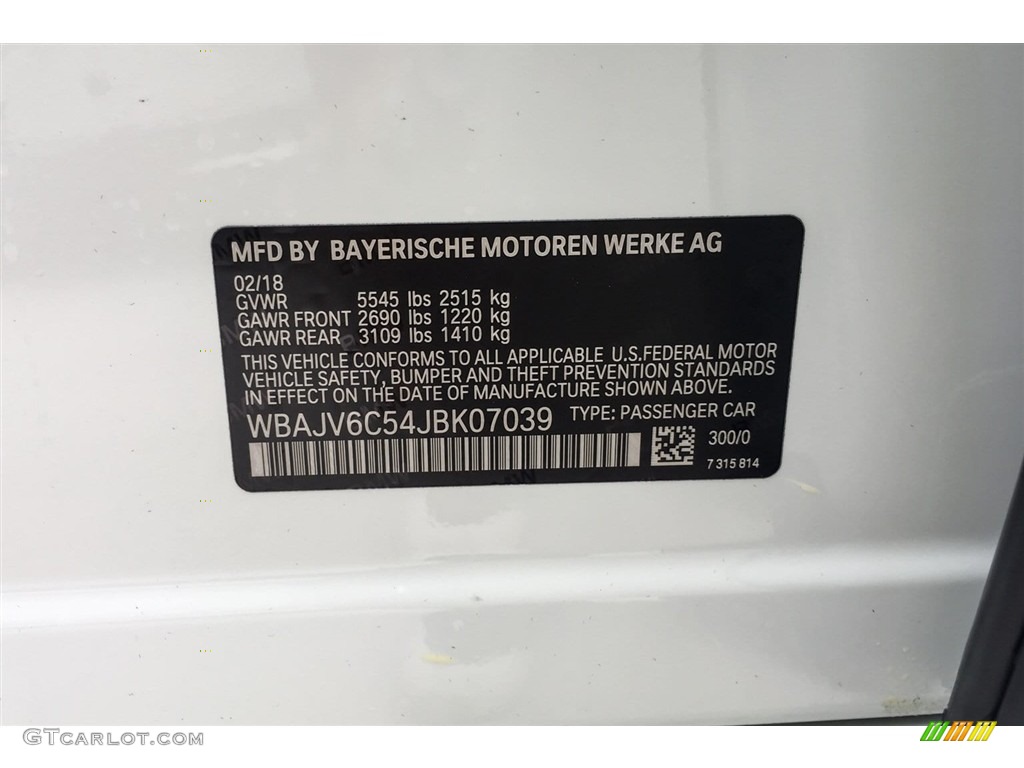 MFD BY BAYERISCHE MOTOREN WERKE AG
02/18
GVWR 5545 lbs 2515 kg
GAWR FRONT 2690 lbs 1220 kg
GAWR REAR 3109 lbs 1410 kg
THIS VEHICLE CONFORMS TO ALL APPLICABLE U.S.FEDERAL MOTOR
VEHICLE SAFETY, BUMPER AND THEFT PREVENTION STANDARDS
IN EFFECT ON THE DATE OF MANUFACTURE SHOWN ABOVE.
WBAJV6C54JBK07039 TYPE: PASSENGER CAR
300/0
7 315 814
GTCarLot.com